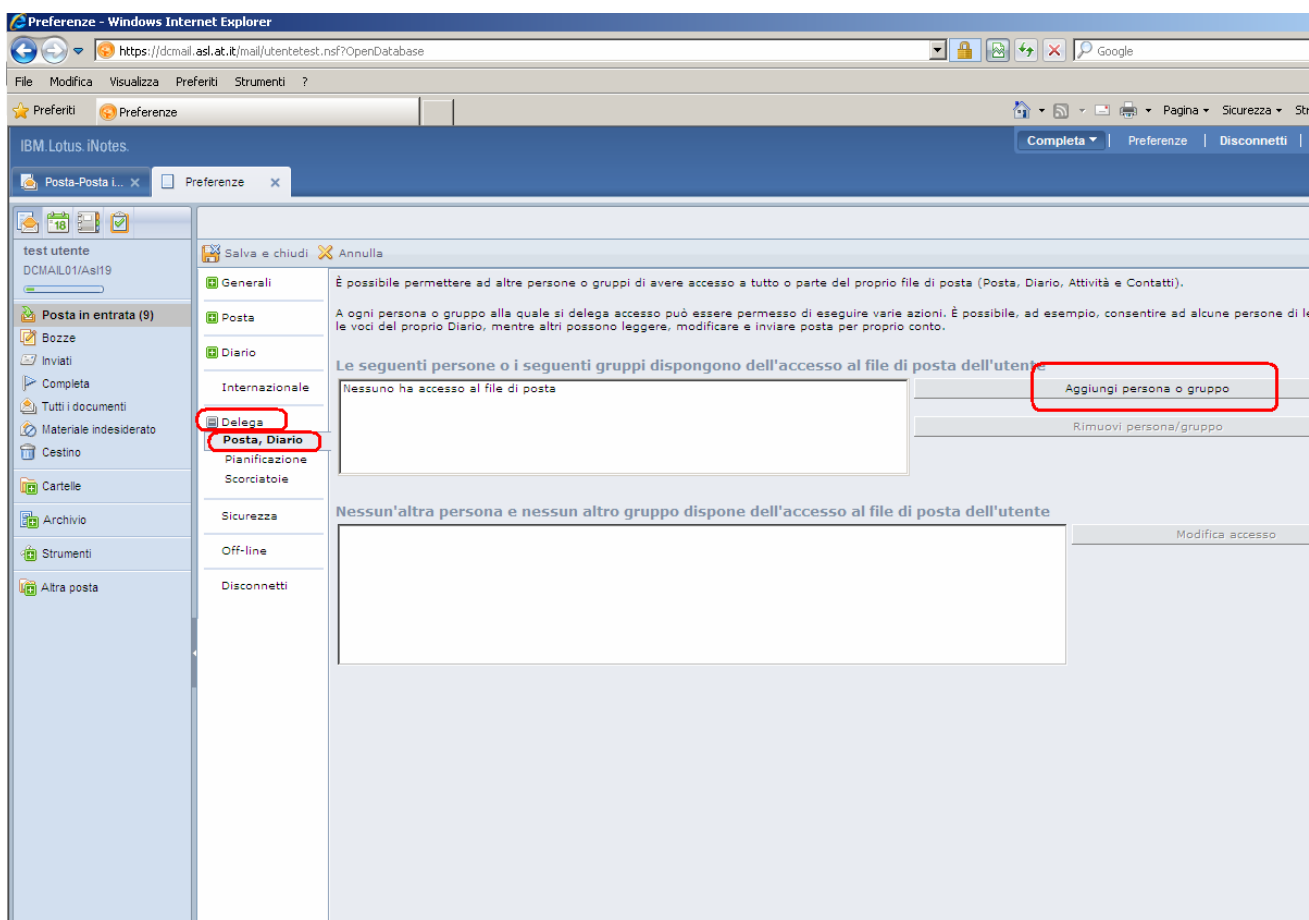 Preferenze - Windows Internet Explorer
https://dcmail.asl.at.it/mail/utentetest.nsf?OpenDatabase
Google
File Modifica Visualizza Preferiti Strumenti ?
Preferiti Preferenze Pagina Sicurezza Str
IBM.Lotus.iNotes. Completa Preferenze | Disconnetti |
Posta-Posta i... Preferenze
18
test utente
DCMAIL01/Asl19
Posta in entrata (9)
Bozze
Inviati
Completa
Tutti i documenti
Materiale indesiderato
Cestino
Cartelle
Archivio
Strumenti
Altra posta
Salva e chiudi Annulla
Generali
Posta
Diario
Internazionale
Delega
Posta, Diario
Pianificazione
Scorciatoie
Sicurezza
Off-line
Disconnetti
È possibile permettere ad altre persone o gruppi di avere accesso a tutto o parte del proprio file di posta (Posta, Diario, Attività e Contatti).
A ogni persona o gruppo alla quale si delega accesso può essere permesso di eseguire varie azioni. È possibile, ad esempio, consentire ad alcune persone di le
le voci del proprio Diario, mentre altri possono leggere, modificare e inviare posta per proprio conto.
Le seguenti persone o i seguenti gruppi dispongono dell'accesso al file di posta dell'utente
Nessuno ha accesso al file di posta
Aggiungi persona o gruppo
Rimuovi persona/gruppo
Nessun'altra persona e nessun altro gruppo dispone dell'accesso al file di posta dell'utente
Modifica accesso